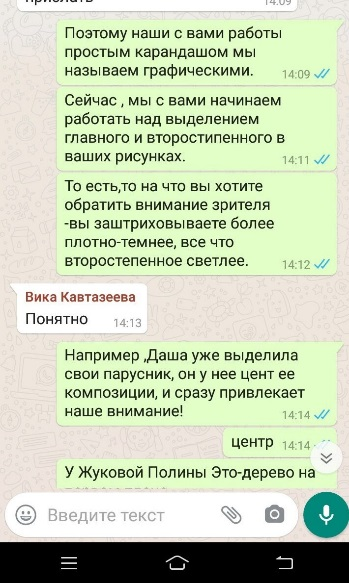 14:09
Поэтому наши с вами работы
простым карандашом мы
называем графическими.
14:09
Сейчас , мы с вами начинаем
работать над выделением
главного и второстипенного в
ваших рисунках.
14:11
То есть,то на что вы хотите
обратить внимание зрителя
-вы заштриховываете более
плотно-темнее, все что
второстепенное светлее.
14:12
Вика Кавтазеева
Понятно
14:13
Например ,Даша уже выделила
свои парусник, он у нее цент ее
композиции, и сразу привлекает
наше внимание!
14:14
центр
14:14
У Жуковой Полины Это-дерево на
Введите текст